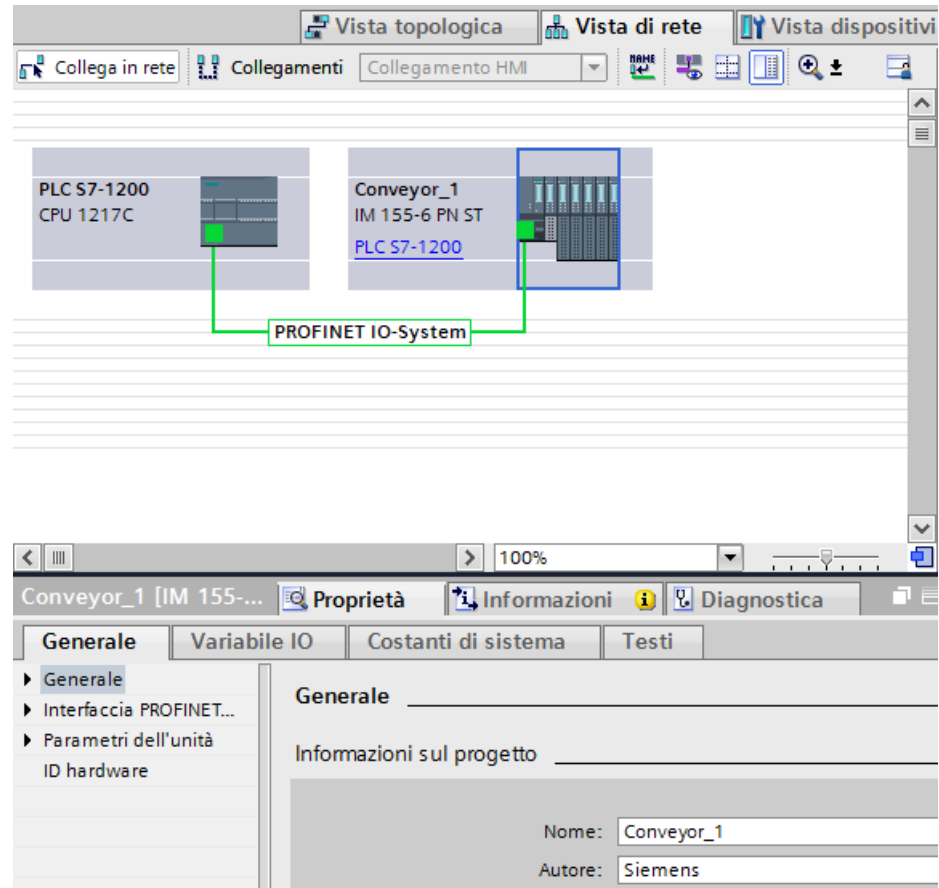 Vista topologica Vista di rete Vista dispositivi
Collega in rete Collegamenti Collegamento HMI NAME
PLC S7-1200
CPU 1217C
Conveyor_1
IM 155-6 PN ST
PLC S7-1200
PROFINET IO-System
100%
Conveyor_1 [IM 155-... Proprietà Informazioni Diagnostica
Generale Variabile IO Costanti di sistema Testi
Generale
Interfaccia PROFINET...
Parametri dell'unità
ID hardware
Generale
Informazioni sul progetto
Nome: Conveyor_1
Autore: Siemens